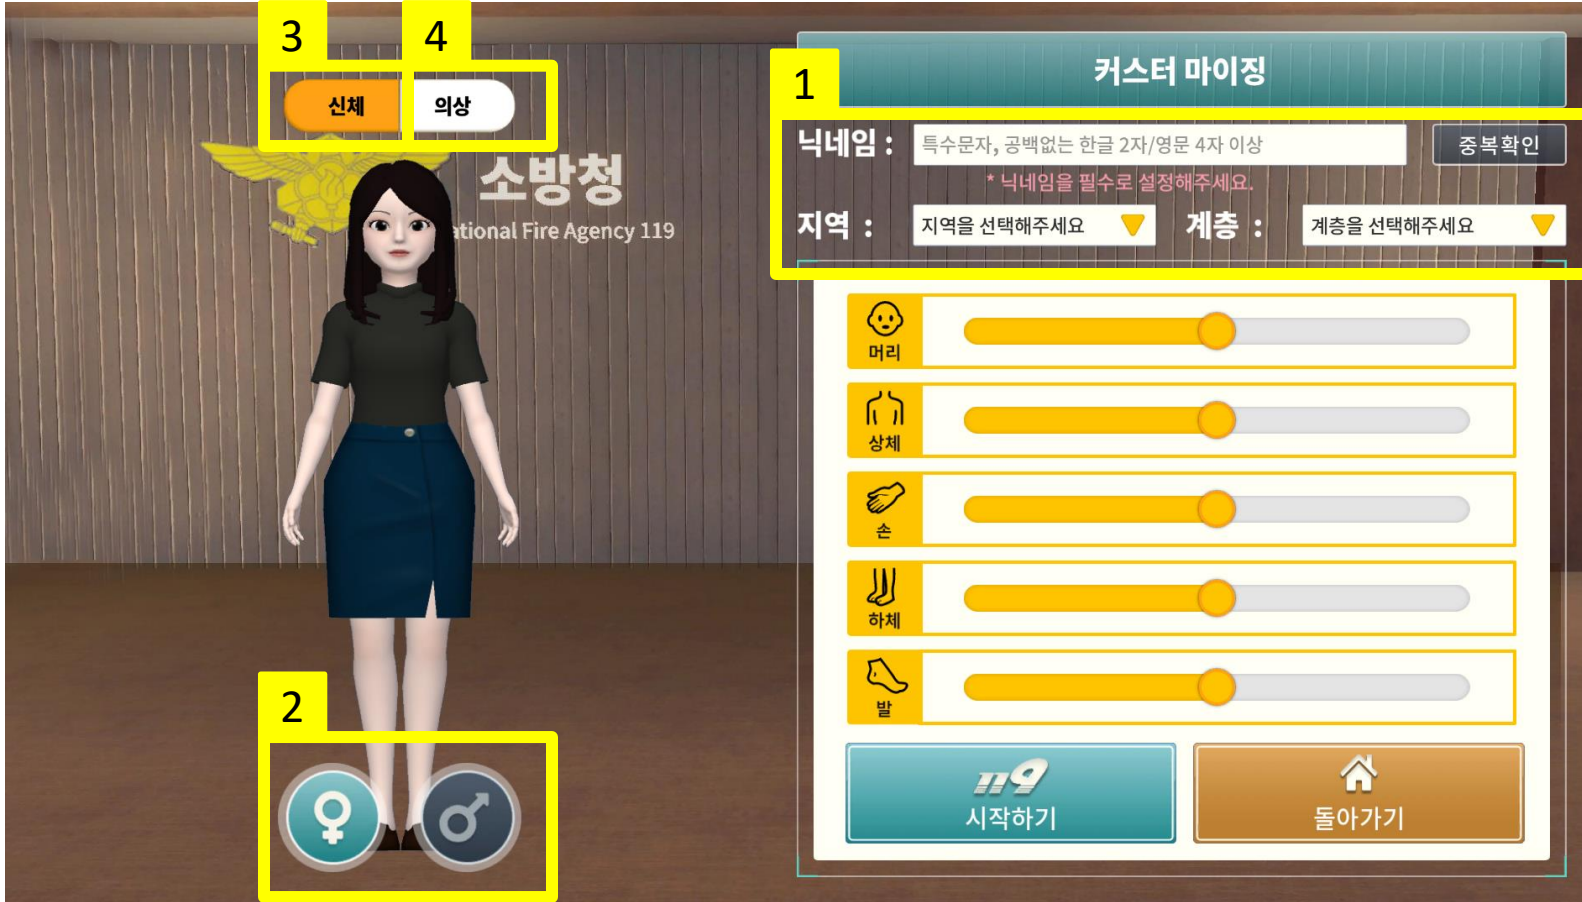 3
4
신체
의상
소방청
ational Fire Agency 119
1
커스터 마이징
닉네임 :
특수문자, 공백없는 한글 2자/영문 4자 이상
중복확인
* 닉네임을 필수로 설정해주세요.
지역 :
지역을 선택해주세요
계층 :
계층을 선택해주세요
머리
상체
손
하체
발
2
119
시작하기
돌아가기